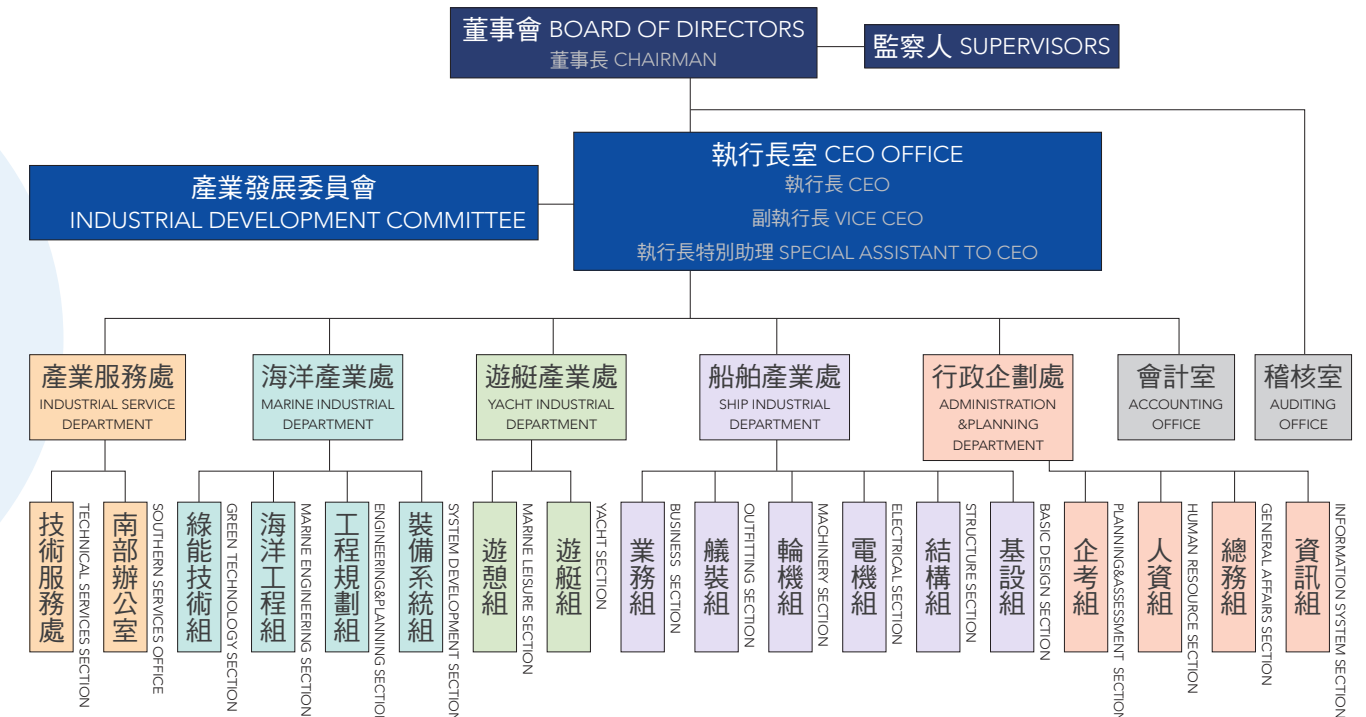 董事會 BOARD OF DIRECTORS
董事長 CHAIRMAN
監察人 SUPERVISORS
執行長室 CEO OFFICE
執行長 CEO
副執行長 VICE CEO
執行長特別助理 SPECIAL ASSISTANT TO CEO
產業發展委員會
INDUSTRIAL DEVELOPMENT COMMITTEE
產業服務處
INDUSTRIAL SERVICE
DEPARTMENT
海洋產業處
MARINE INDUSTRIAL
DEPARTMENT
遊艇產業處
YACHT INDUSTRIAL
DEPARTMENT
船舶產業處
SHIP INDUSTRIAL
DEPARTMENT
行政企劃處
ADMINISTRATION
&PLANNING
DEPARTMENT
會計室
ACCOUNTING
OFFICE
稽核室
AUDITING
OFFICE
技術服務處
TECHNICAL SERVICES SECTION
南部辦公室
SOUTHERN SERVICES OFFICE
綠能技術組
GREEN TECHNOLOGY SECTION
海洋工程組
MARINE ENGINEERING SECTION
工程規劃組
ENGINEERING&PLANNING SECTION
裝備系統組
SYSTEM DEVELOPMENT SECTION
遊憩組
MARINE LEISURE SECTION
遊艇組
YACHT SECTION
業務組
BUSINESS SECTION
艤裝組
OUTFITTING SECTION
輪機組
MACHINERY SECTION
電機組
ELECTRICAL SECTION
結構組
STRUCTURE SECTION
基設組
BASIC DESIGN SECTION
企考組
PLANNING&ASSESSMENT SECTION
人資組
HUMAN RESOURCE SECTION
總務組
GENERAL AFFAIRS SECTION
資訊組
INFORMATION SYSTEM SECTION